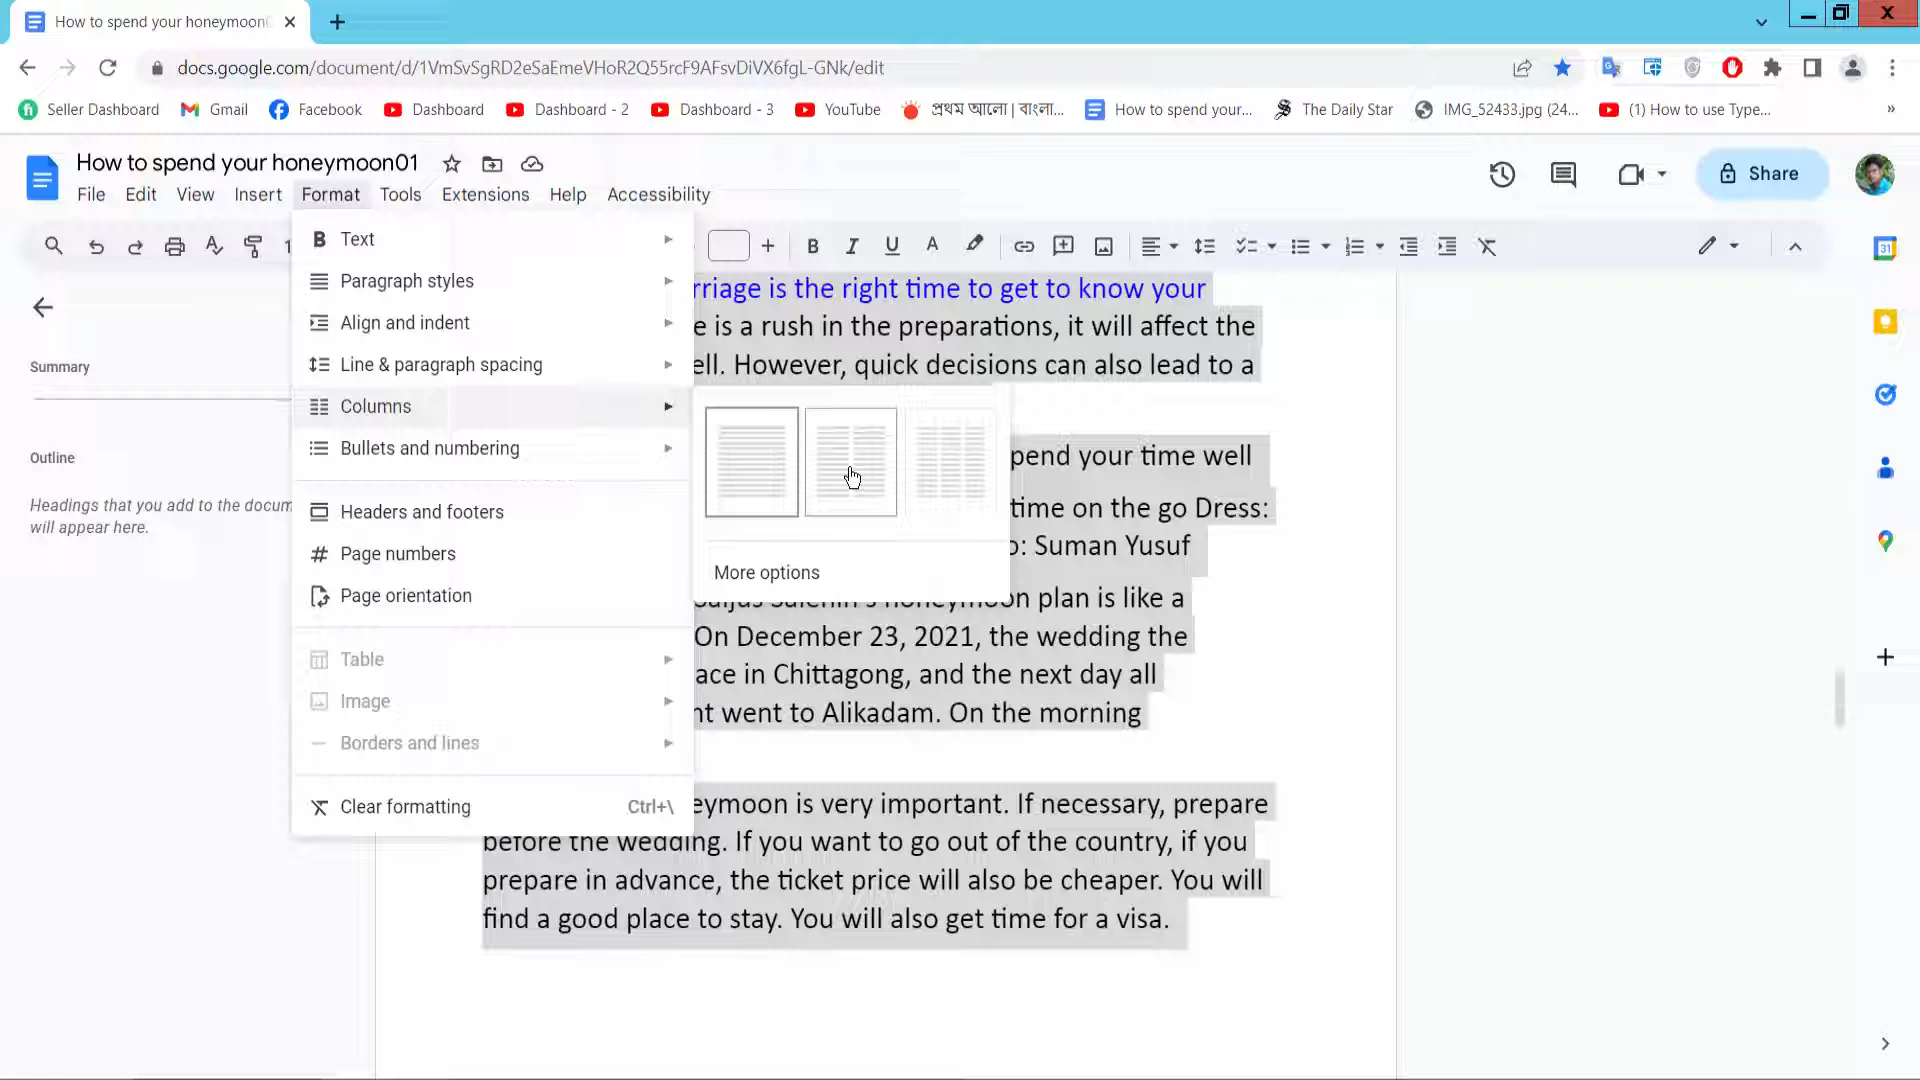 How to spend your honeymoon
docs.google.com/document/d/1VmSvSgRD2eSaEmeVHoR2Q55rcF9AFsvDiVX6fgL-GNk/edit
Seller Dashboard
Gmail
Facebook
Dashboard
Dashboard - 2
Dashboard - 3
YouTube
প্রথম আলো | বাংলা...
How to spend your...
The Daily Star
IMG_52433.jpg (24...
(1) How to use Type...
»
How to spend your honeymoon01
File Edit View Insert Format Tools Extensions Help Accessibility
Share
Text
Paragraph styles
Align and indent
Line & paragraph spacing
Columns
Bullets and numbering
Headers and footers
Page numbers
Page orientation
Table
Image
Borders and lines
Clear formatting Ctrl+\
More options
Summary
Outline
Headings that you add to the docum
will appear here.
rriage is the right time to get to know your
e is a rush in the preparations, it will affect the
ell. However, quick decisions can also lead to a
pend your time well
time on the go Dress:
o: Suman Yusuf
honeymoon plan is like a
On December 23, 2021, the wedding the
ace in Chittagong, and the next day all
nt went to Alikadam. On the morning
eymoon is very important. If necessary, prepare
before the wedding. If you want to go out of the country, if you
prepare in advance, the ticket price will also be cheaper. You will
find a good place to stay. You will also get time for a visa.
31